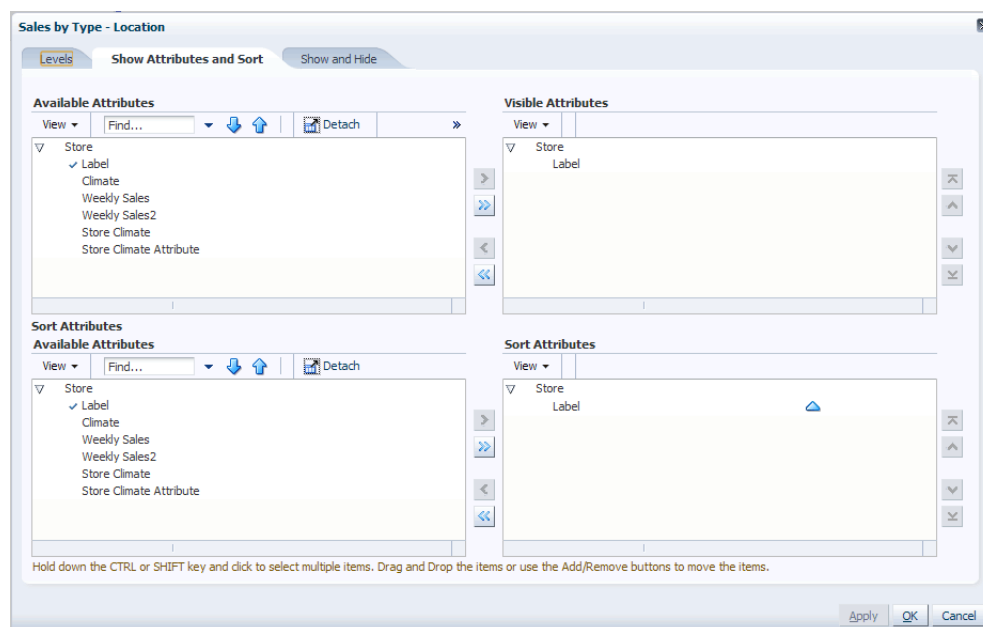 Sales by Type - Location
Levels Show Attributes and Sort Show and Hide
Available Attributes
View Find... Detach »
Store
Label
Climate
Weekly Sales
Weekly Sales2
Store Climate
Store Climate Attribute
Visible Attributes
View
Store
Label
Sort Attributes
Available Attributes
View Find... Detach
Store
Label
Climate
Weekly Sales
Weekly Sales2
Store Climate
Store Climate Attribute
Sort Attributes
View
Store
Label
Hold down the CTRL or SHIFT key and click to select multiple items. Drag and Drop the items or use the Add/Remove buttons to move the items.
Apply OK Cancel